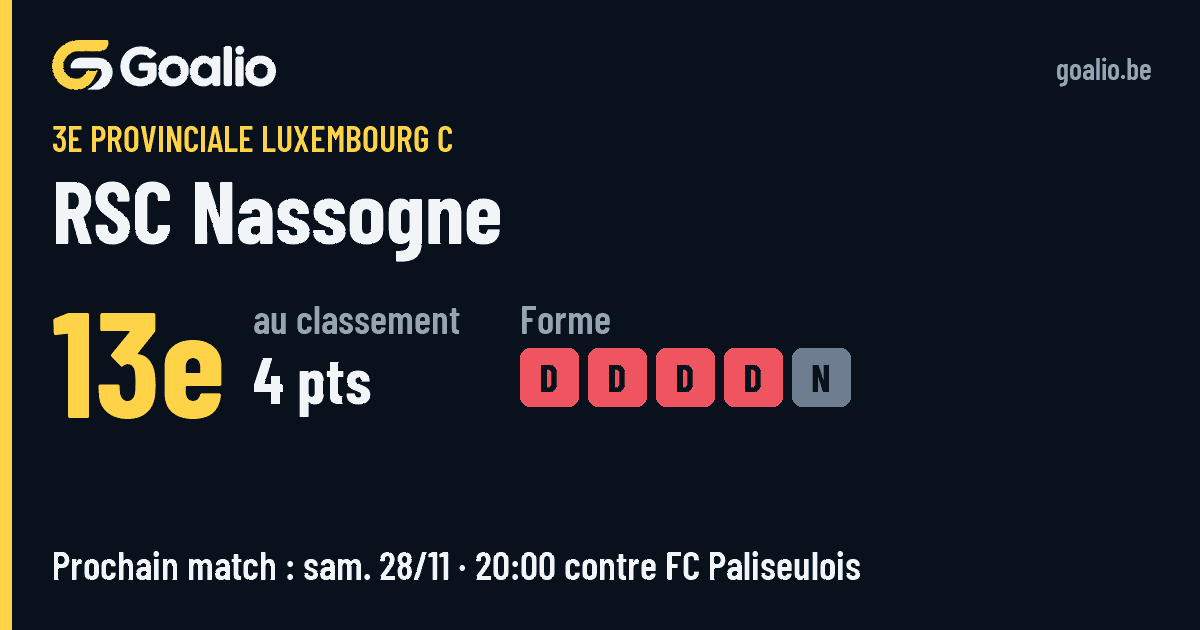 Goalio
goalio.be
3E PROVINCIALE LUXEMBOURG C
RSC Nassogne
13e
au classement
4 pts
Forme
D D D D N
Prochain match : sam. 28/11 · 20:00 contre FC Paliseulois